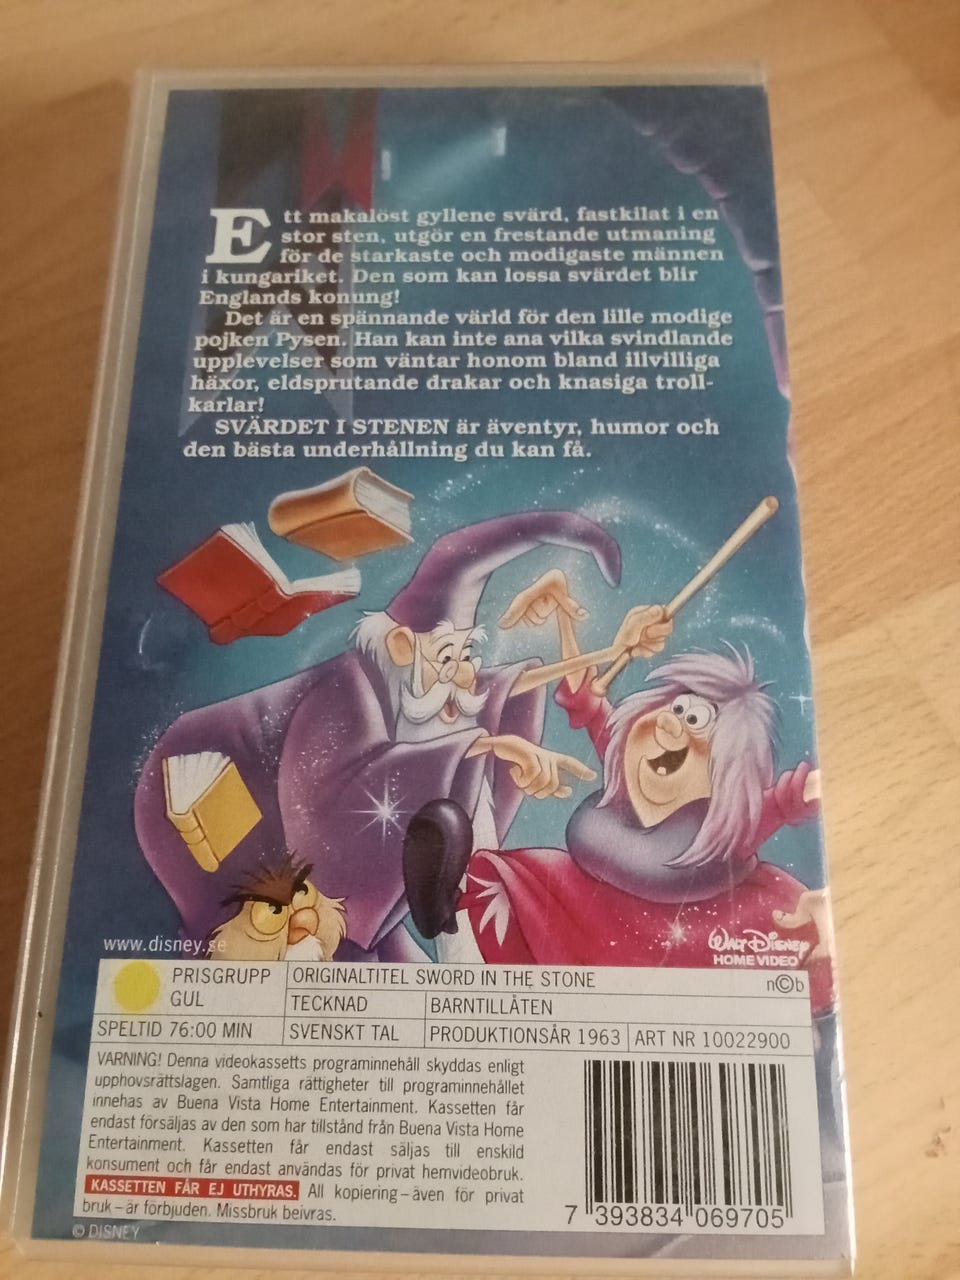 Ett makalöst gyllene svärd, fastkilat i en
stor sten, utgör en frestande utmaning
för de starkaste och modigaste männen
i kungariket. Den som kan lossa svärdet blir
Englands konung!
Det är en spännande värld för den lille modige
pojken Pysen. Han kan inte ana vilka svindlande
upplevelser som väntar honom bland illvilliga
häxor, eldsprutande drakar och knasiga troll-
karlar!
SVÄRDET I STENEN är äventyr, humor och
den bästa underhållning du kan få.
www.disney.se
WALT DISNEY
HOME VIDEO
PRISGRUPP
GUL
ORIGINALTITEL SWORD IN THE STONE
n©b
TECKNAD
BARNTILLÅTEN
SPELTID 76:00 MIN
SVENSKT TAL
PRODUKTIONSÅR 1963
ART NR 10022900
VARNING! Denna videokassetts programinnehåll skyddas enligt
upphovsrättslagen. Samtliga rättigheter till programinnehållet
innehas av Buena Vista Home Entertainment. Kassetten får
endast försäljas av den som har tillstånd från Buena Vista Home
Entertainment. Kassetten får endast säljas till enskild
konsument och får endast användas för privat hemvideobruk.
KASSETTEN FÅR EJ UTHYRAS. All kopiering – även för privat
bruk – är förbjuden. Missbruk beivras.
7 393834 069705
© DISNEY